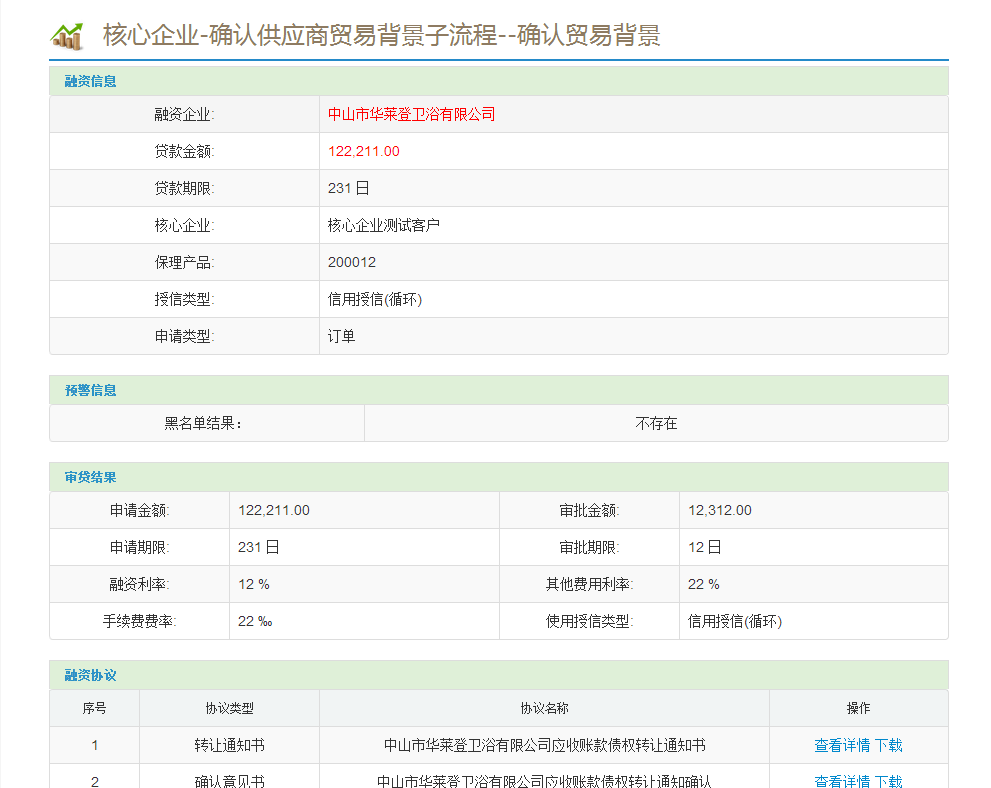 核心企业-确认供应商贸易背景子流程--确认贸易背景
融资信息
融资企业: 中山市华莱登卫浴有限公司
贷款金额: 122,211.00
贷款期限: 231 日
核心企业: 核心企业测试客户
保理产品: 200012
授信类型: 信用授信(循环)
申请类型: 订单
预警信息
黑名单结果： 不存在
审贷结果
申请金额: 122,211.00 审批金额: 12,312.00
申请期限: 231 日 审批期限: 12 日
融资利率: 12 % 其他费用利率: 22 %
手续费费率: 22 ‰ 使用授信类型: 信用授信(循环)
融资协议
序号 协议类型 协议名称 操作
1 转让通知书 中山市华莱登卫浴有限公司应收账款债权转让通知书 查看详情 下载
2 确认意见书 中山市华莱登卫浴有限公司应收账款债权转让通知确认 查看详情 下载